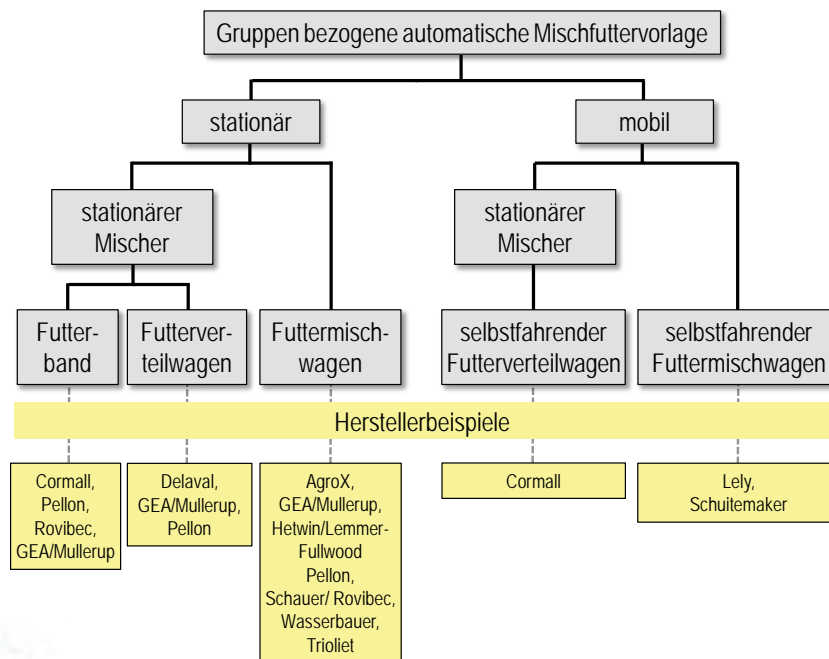 Gruppen bezogene automatische Mischfuttervorlage
stationär
mobil
stationärer
Mischer
stationärer
Mischer
Futter-
band
Futterver-
teilwagen
Futtermisch-
wagen
selbstfahrender
Futterverteilwagen
selbstfahrender
Futtermischwagen
Herstellerbeispiele
Cormall,
Pellon,
Rovibec,
GEA/Mullerup
Delaval,
GEA/Mullerup,
Pellon
AgroX,
GEA/Mullerup,
Hetwin/Lemmer-
Fullwood
Pellon,
Schauer/ Rovibec,
Wasserbauer,
Trioliet
Cormall
Lely,
Schuitemaker